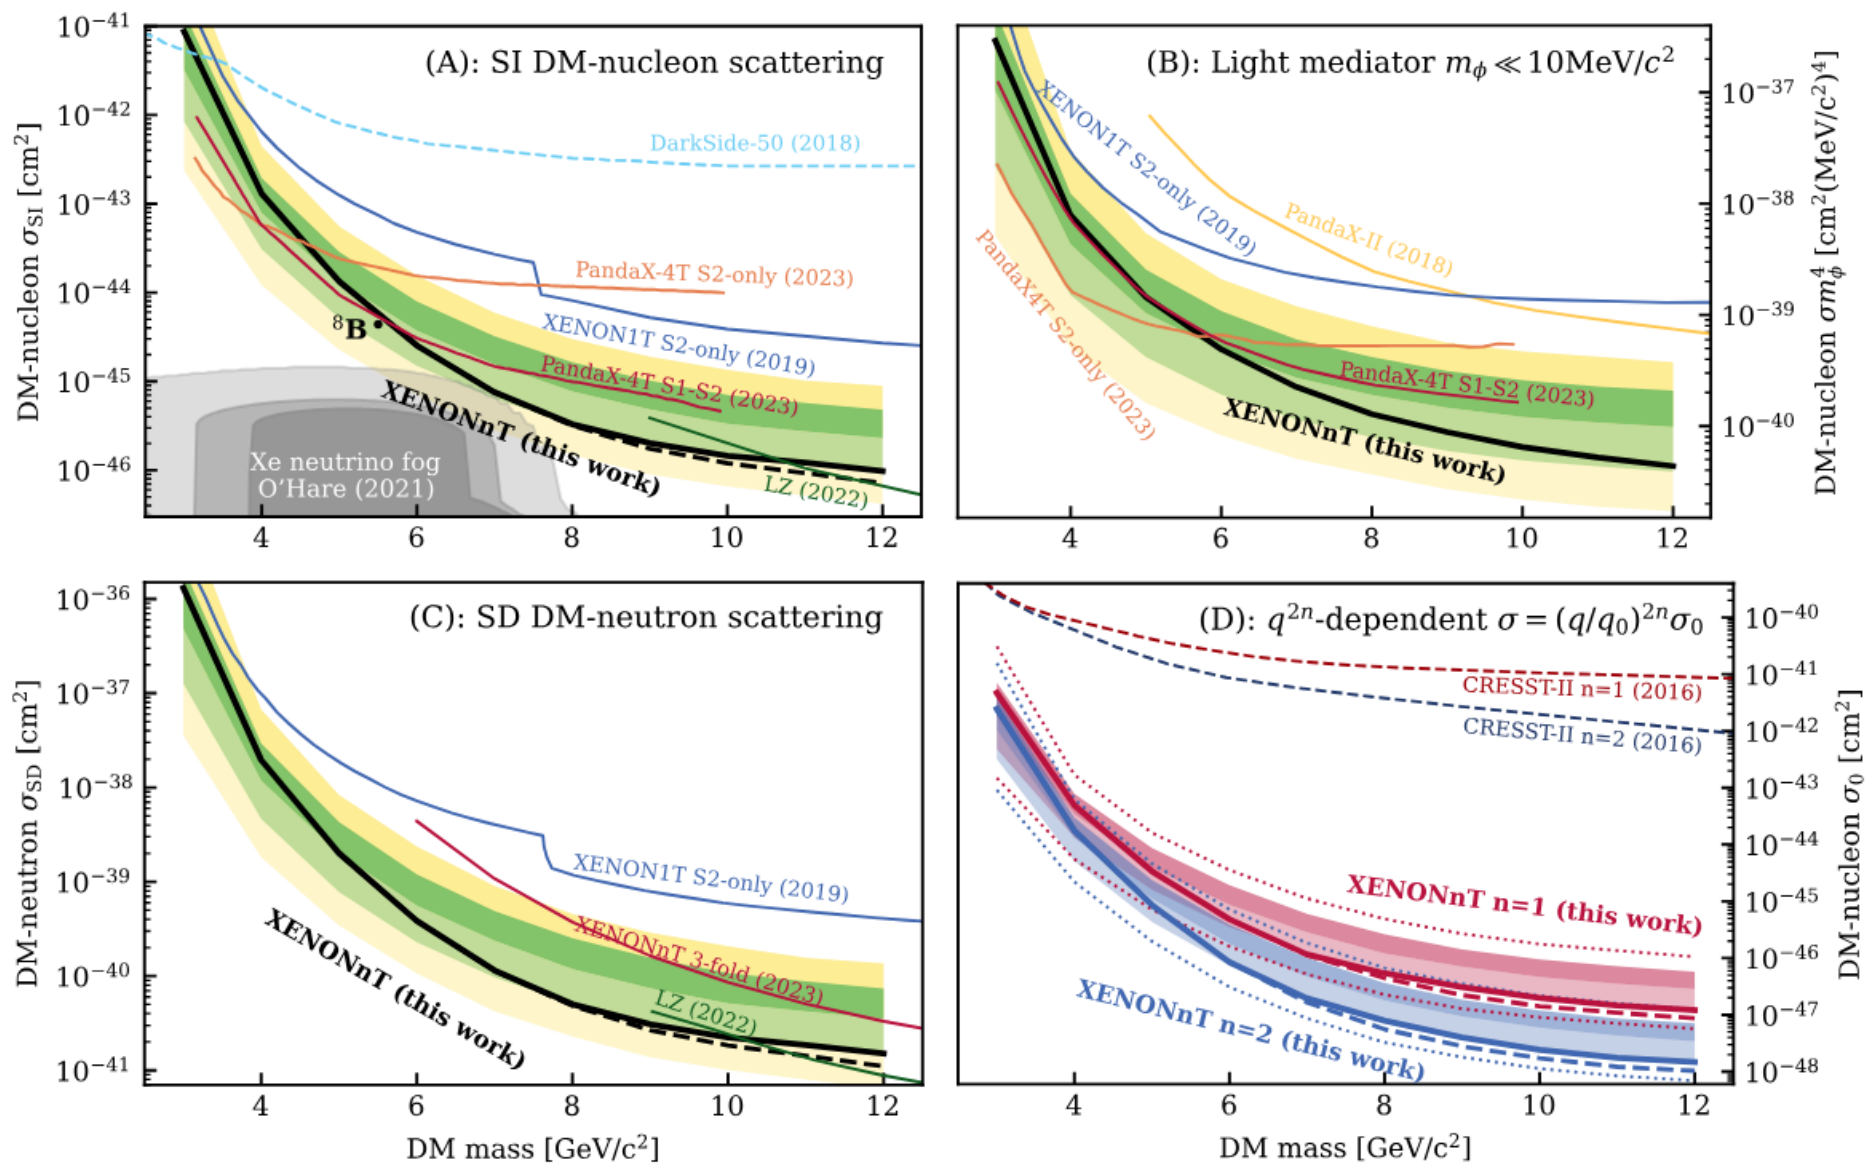 (A): SI DM-nucleon scattering
DM-nucleon σ_SI [cm²]
10⁻⁴¹
10⁻⁴²
10⁻⁴³
10⁻⁴⁴
10⁻⁴⁵
10⁻⁴⁶
DarkSide-50 (2018)
PandaX-4T S2-only (2023)
⁸B
XENON1T S2-only (2019)
PandaX-4T S1-S2 (2023)
XENONnT (this work)
Xe neutrino fog
O'Hare (2021)
LZ (2022)
4 6 8 10 12
(B): Light mediator m_ϕ ≪ 10MeV/c²
XENON1T S2-only (2019)
PandaX-II (2018)
PandaX4T S2-only (2023)
PandaX-4T S1-S2 (2023)
XENONnT (this work)
10⁻³⁷
10⁻³⁸
10⁻³⁹
10⁻⁴⁰
DM-nucleon σm_ϕ⁴ [cm²(MeV/c²)⁴]
4 6 8 10 12
(C): SD DM-neutron scattering
DM-neutron σ_SD [cm²]
10⁻³⁶
10⁻³⁷
10⁻³⁸
10⁻³⁹
10⁻⁴⁰
10⁻⁴¹
XENON1T S2-only (2019)
XENONnT 3-fold (2023)
XENONnT (this work)
LZ (2022)
4 6 8 10 12
DM mass [GeV/c²]
(D): q²ⁿ-dependent σ = (q/q₀)²ⁿσ₀
CRESST-II n=1 (2016)
CRESST-II n=2 (2016)
XENONnT n=1 (this work)
XENONnT n=2 (this work)
10⁻⁴⁰
10⁻⁴¹
10⁻⁴²
10⁻⁴³
10⁻⁴⁴
10⁻⁴⁵
10⁻⁴⁶
10⁻⁴⁷
10⁻⁴⁸
DM-nucleon σ₀ [cm²]
4 6 8 10 12
DM mass [GeV/c²]